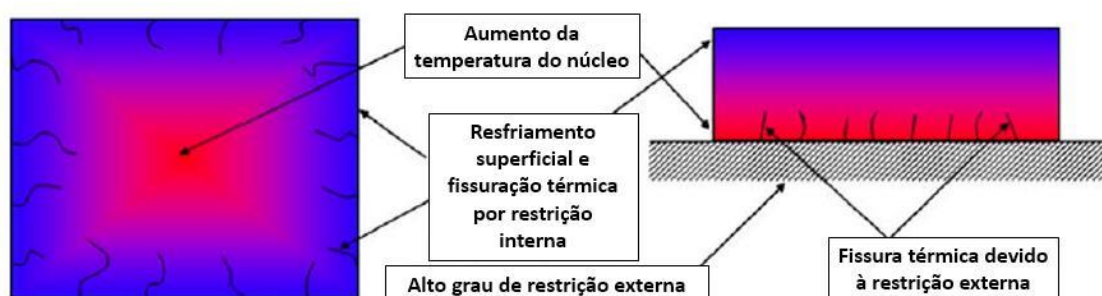 Aumento da
temperatura do núcleo
Resfriamento
superficial e
fissuração térmica
por restrição
interna
Alto grau de restrição externa
Fissura térmica devido
à restrição externa